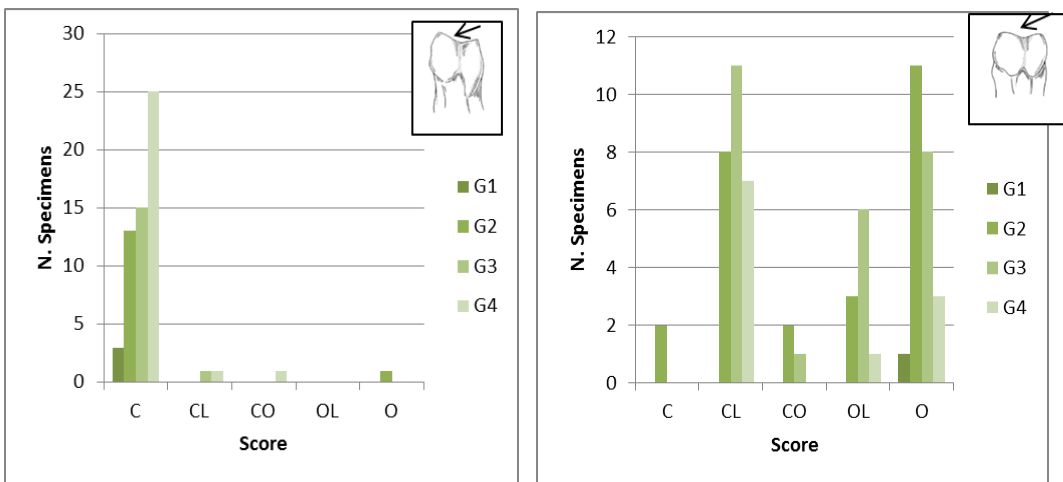 30
25
20
15
10
5
0
N. Specimens
C CL CO OL O
Score
G1
G2
G3
G4
12
10
8
6
4
2
0
N. Specimens
C CL CO OL O
Score
G1
G2
G3
G4